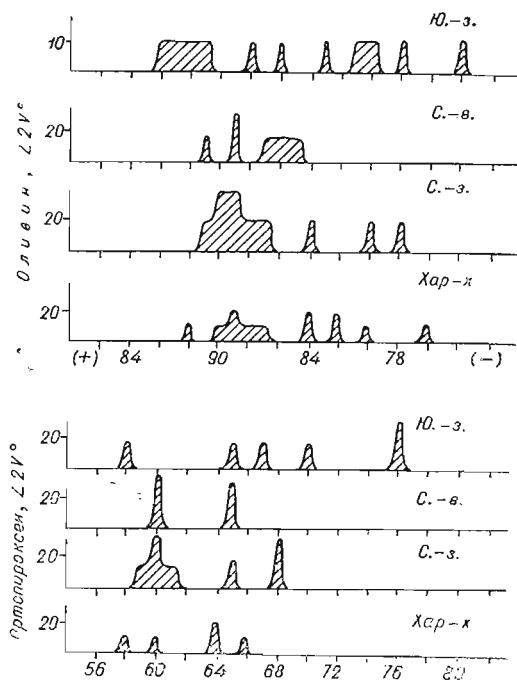 Ю.-з.
10
С.-в.
20
С.-з.
20
Хар-х
20
Оливин, ∠2V°
(+) 84 90 84 78 (-)
Ю.-з.
20
С.-в.
20
С.-з.
20
Хар-х
20
Ортопироксен, ∠2V°
56 60 64 68 72 76 80